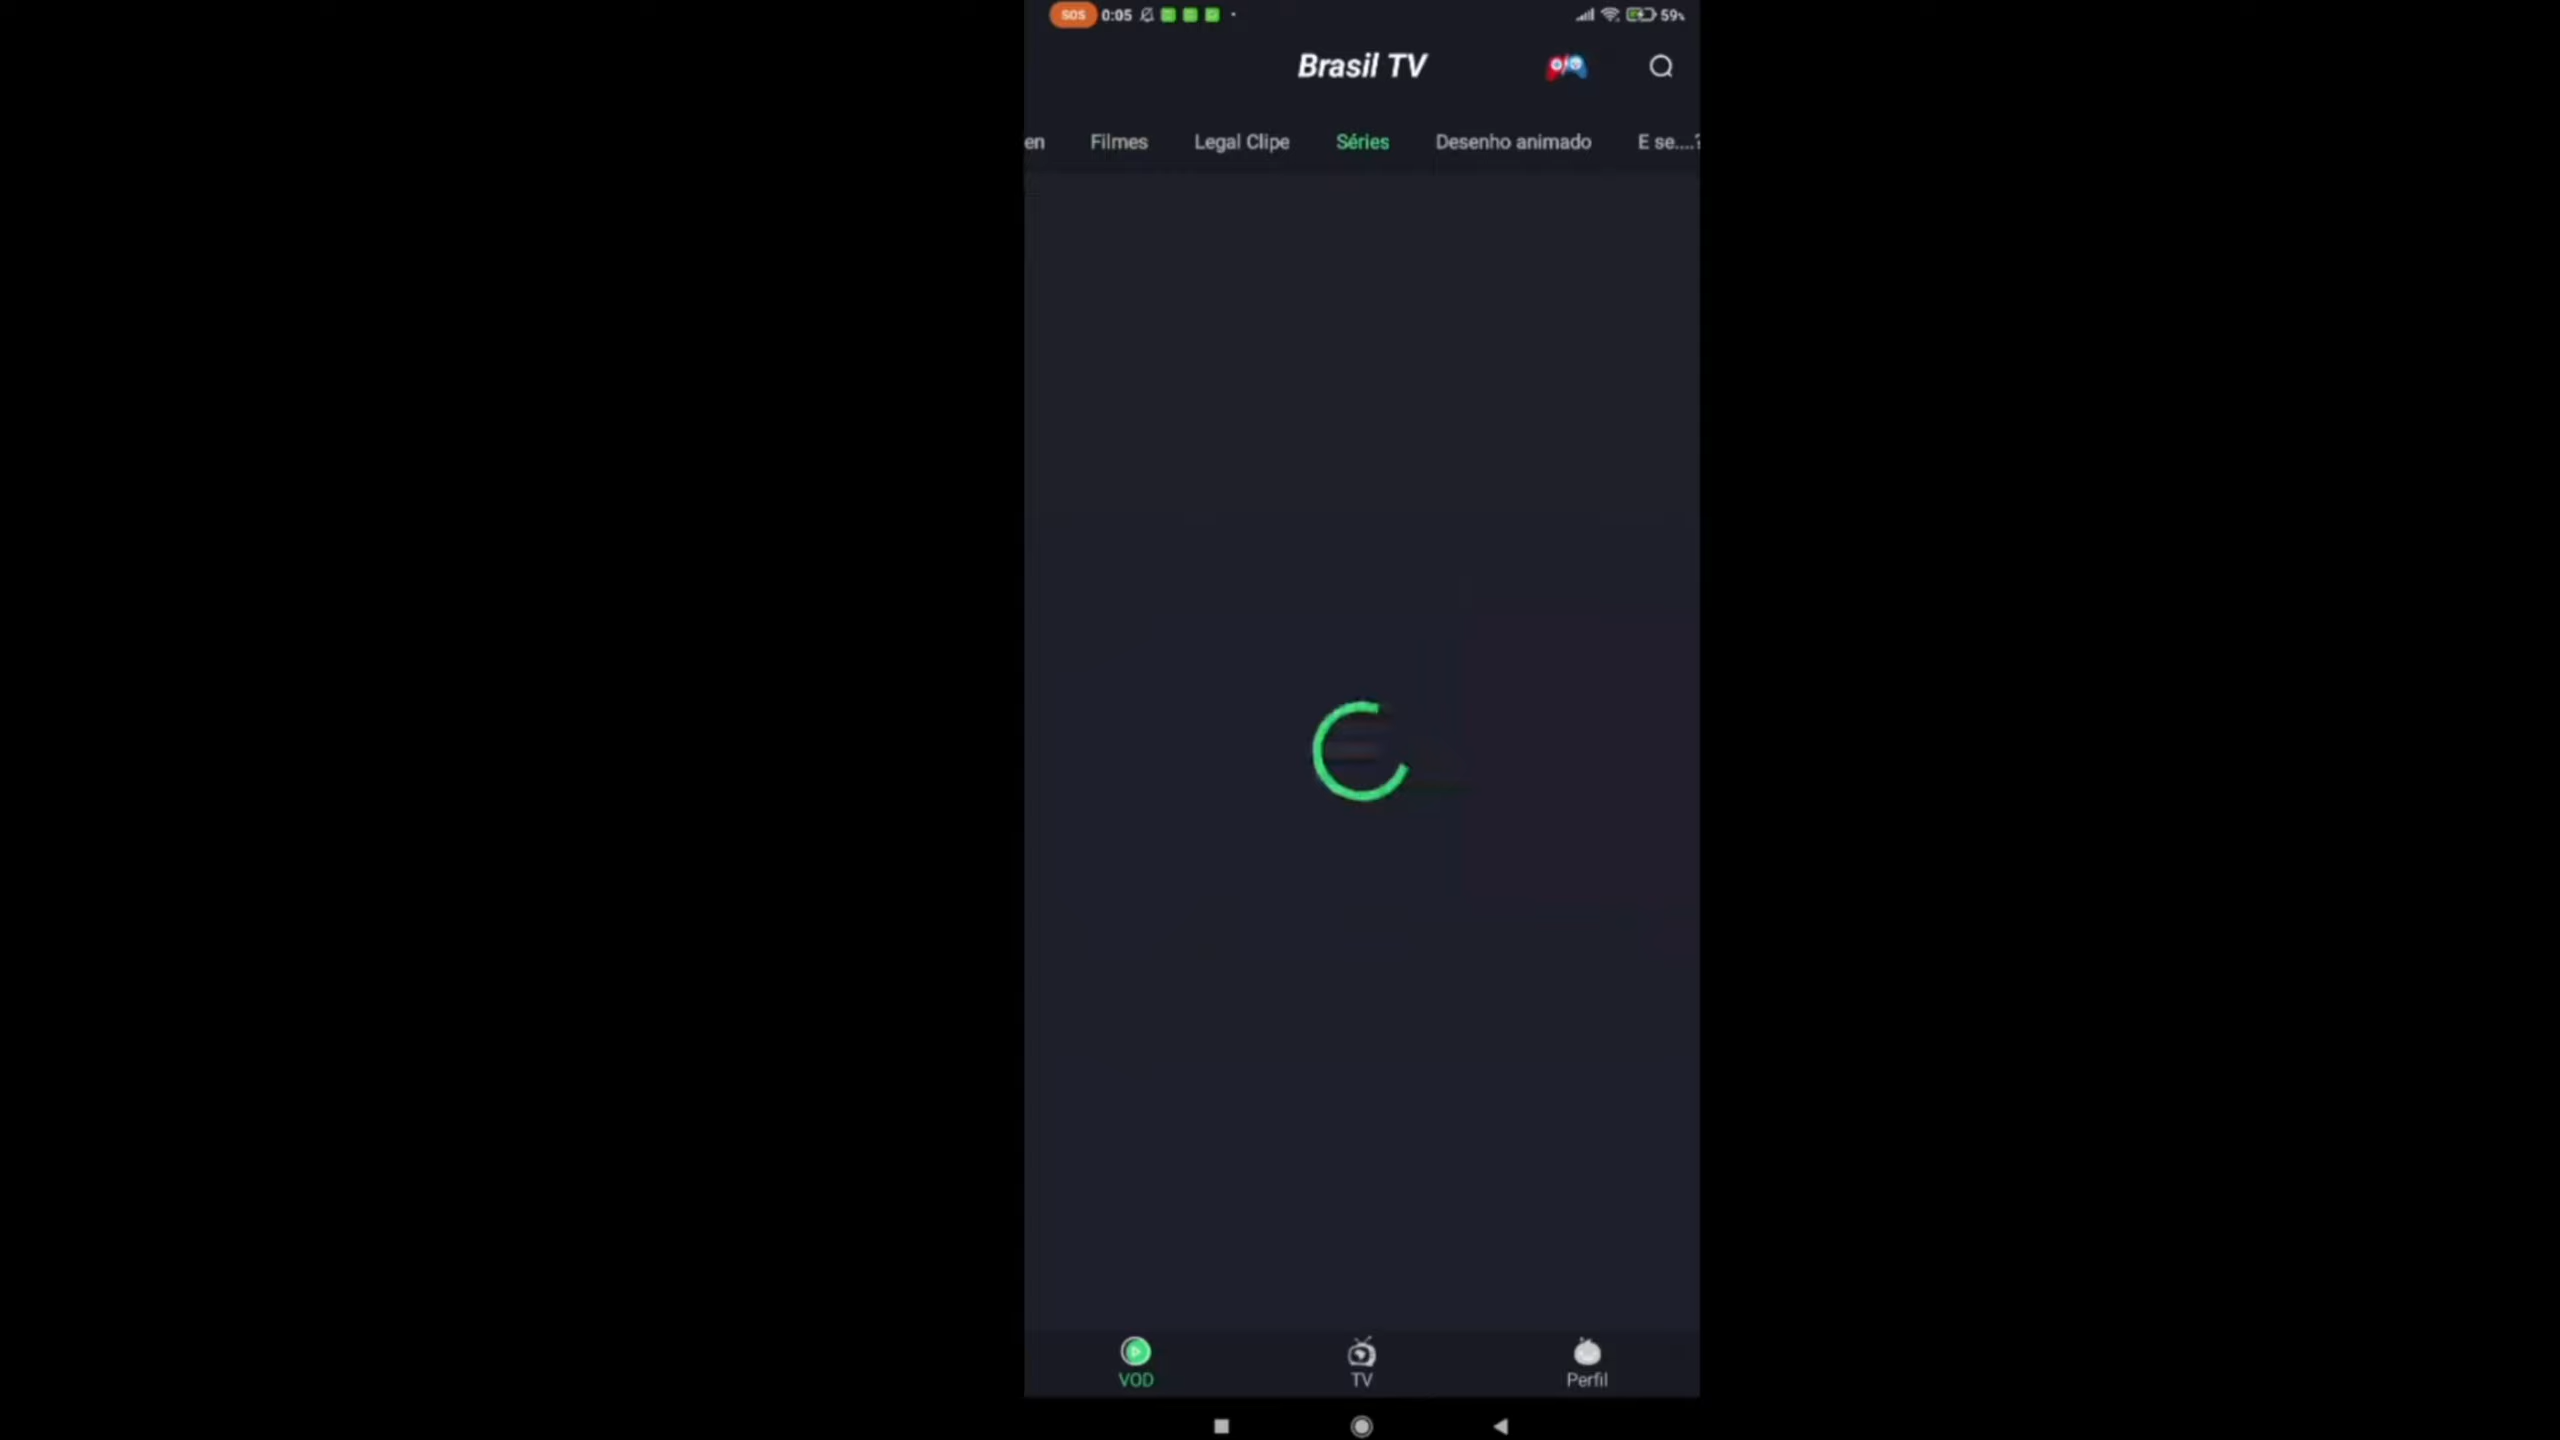 SOS 0:05 59%
Brasil TV
en Filmes Legal Clipe Séries Desenho animado E se....?
VOD TV Perfil